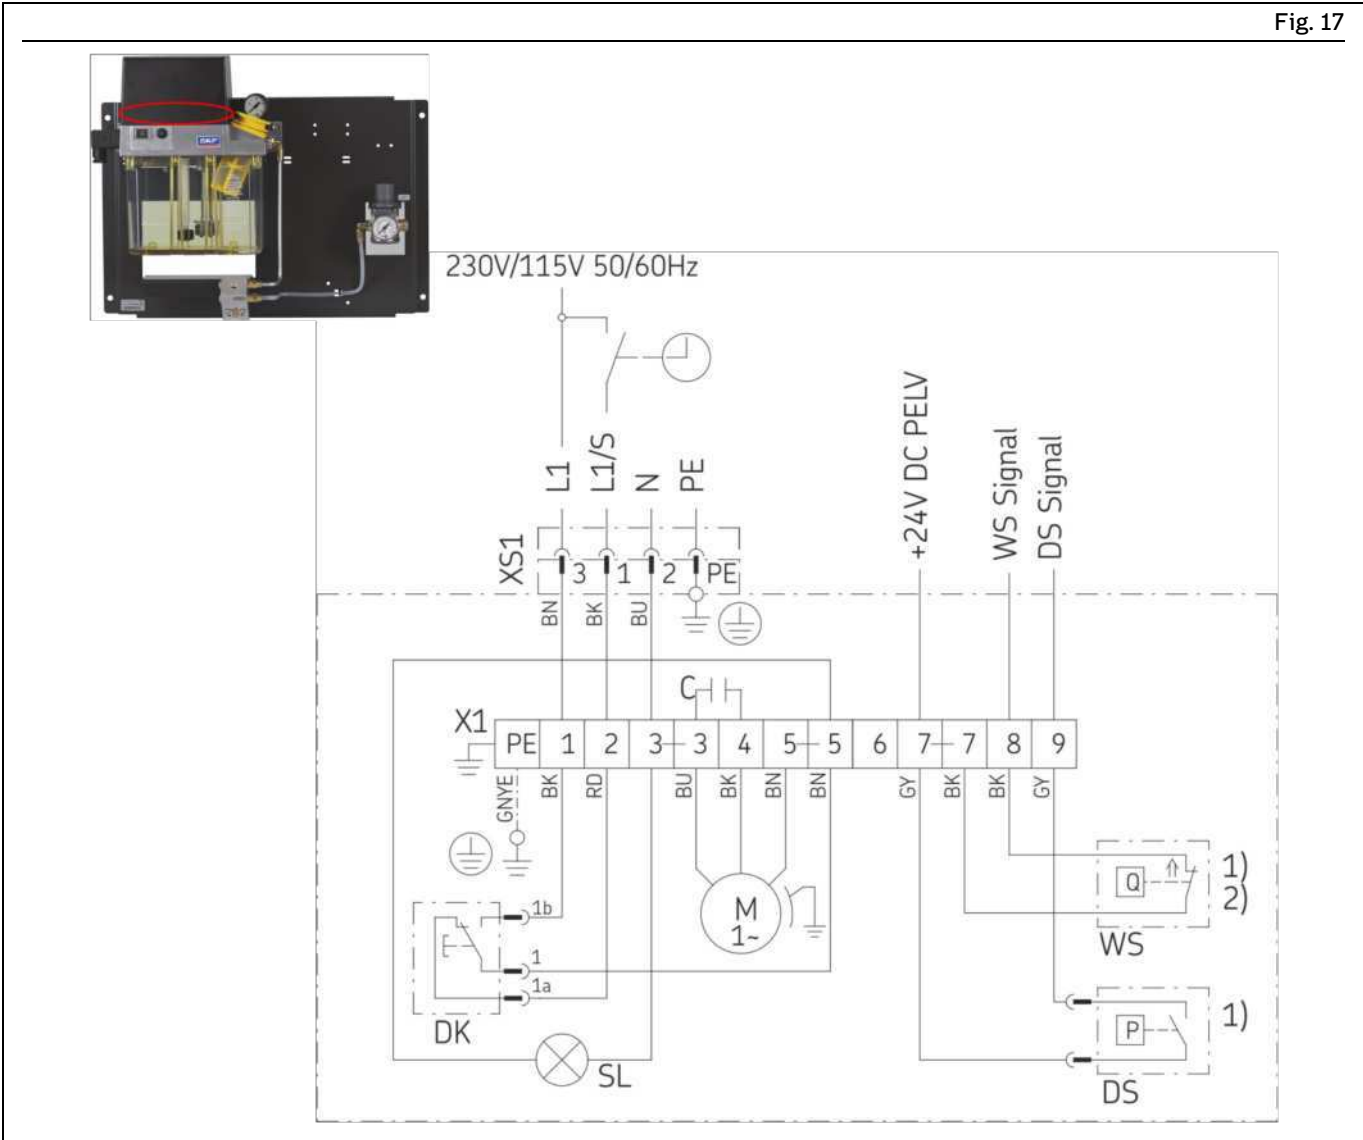 Fig. 17
SKF
230V/115V 50/60Hz
L1
L1/S
N
PE
+24V DC PELV
WS Signal
DS Signal
XS1
3
1
2
PE
BN
BK
BU
C
X1
PE 1 2 3 3 4 5 5 6 7 7 8 9
GNYE
BK
RD
BU
BK
BN
BN
GY
BK
BK
GY
Q
1)
2)
WS
M
1~
1b
1
1a
DK
P
1)
DS
SL